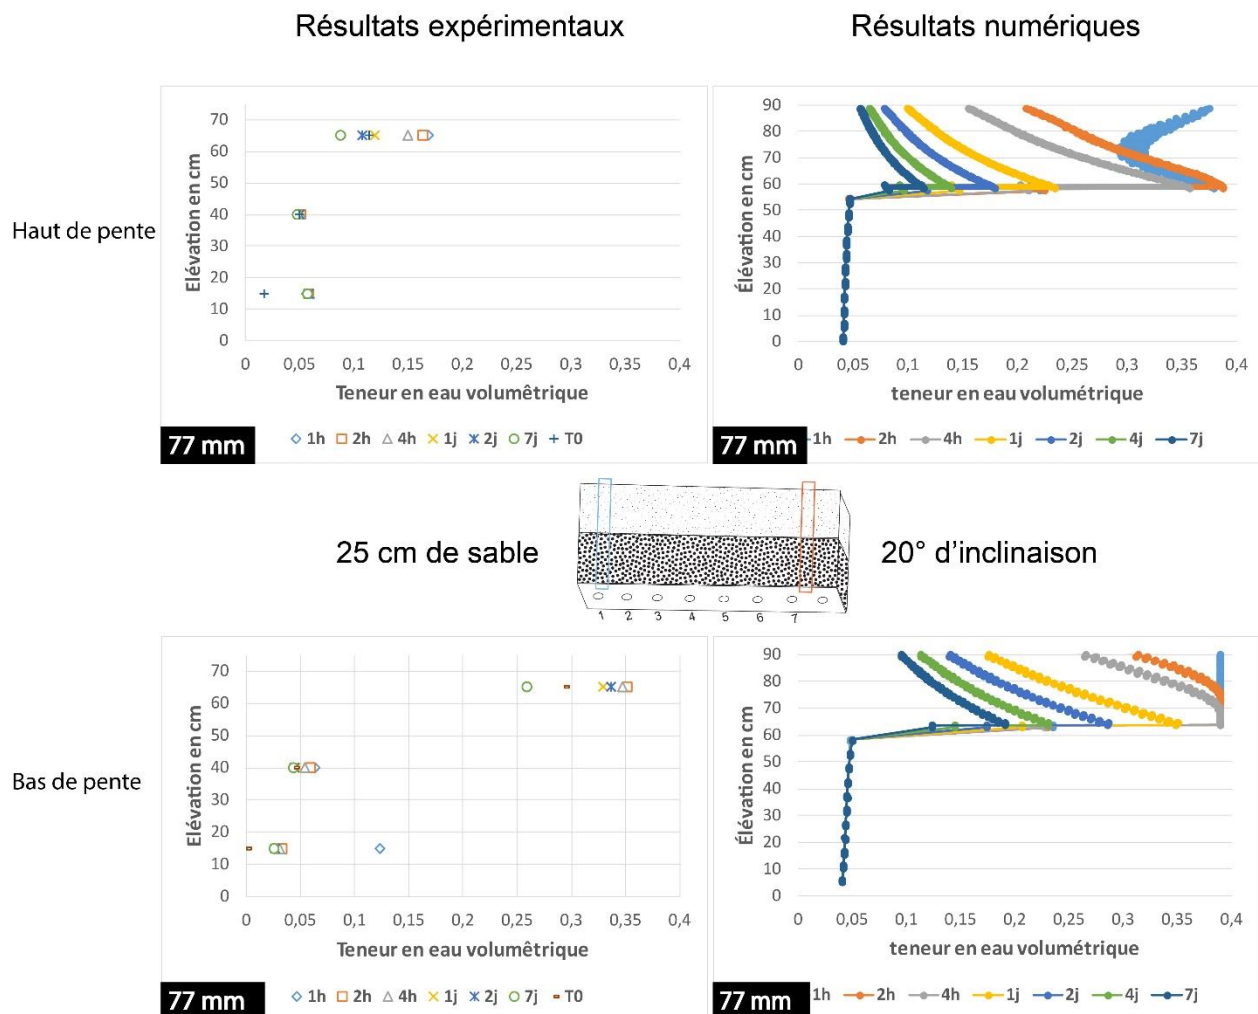 Résultats expérimentaux
Résultats numériques
Haut de pente
Elévation en cm
70
60
50
40
30
20
10
0
0 0,05 0,1 0,15 0,2 0,25 0,3 0,35 0,4
Teneur en eau volumêtrique
77 mm
1h 2h 4h 1j 2j 7j T0
Élévation en cm
90
80
70
60
50
40
30
20
10
0
0 0,05 0,1 0,15 0,2 0,25 0,3 0,35 0,4
teneur en eau volumétrique
77 mm
1h 2h 4h 1j 2j 4j 7j
25 cm de sable
1 2 3 4 5 6 7
20° d’inclinaison
Bas de pente
Elévation en cm
70
60
50
40
30
20
10
0
0 0,05 0,1 0,15 0,2 0,25 0,3 0,35 0,4
Teneur en eau volumêtrique
77 mm
1h 2h 4h 1j 2j 7j T0
Élévation en cm
90
80
70
60
50
40
30
20
10
0
0 0,05 0,1 0,15 0,2 0,25 0,3 0,35 0,4
teneur en eau volumétrique
77 mm
1h 2h 4h 1j 2j 4j 7j